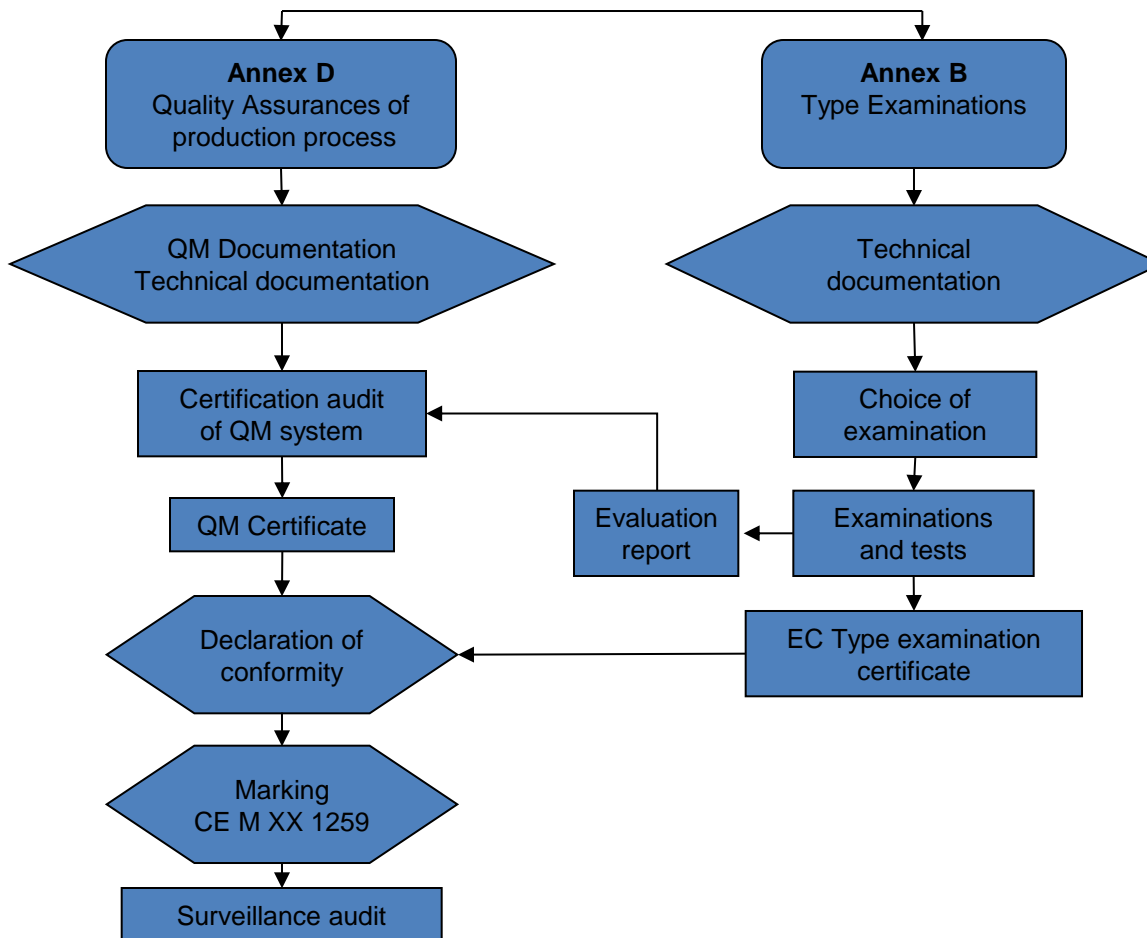 Annex D
Quality Assurances of
production process
Annex B
Type Examinations
QM Documentation
Technical documentation
Technical
documentation
Certification audit
of QM system
Choice of
examination
QM Certificate
Evaluation
report
Examinations
and tests
Declaration of
conformity
EC Type examination
certificate
Marking
CE M XX 1259
Surveillance audit